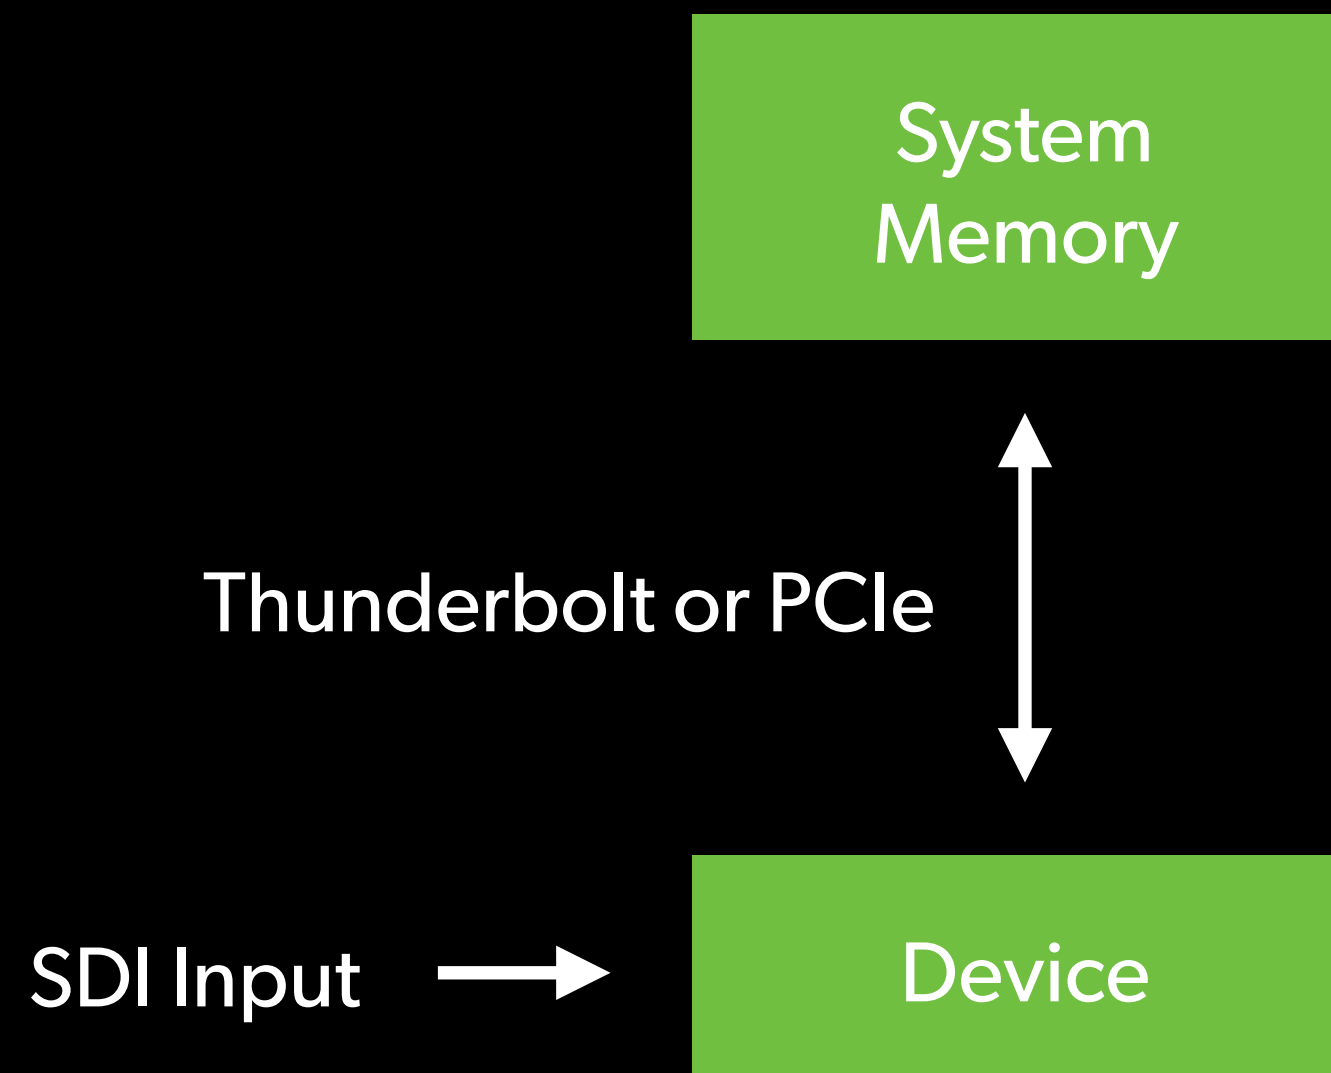 System
Memory
Thunderbolt or PCIe
SDI Input
Device